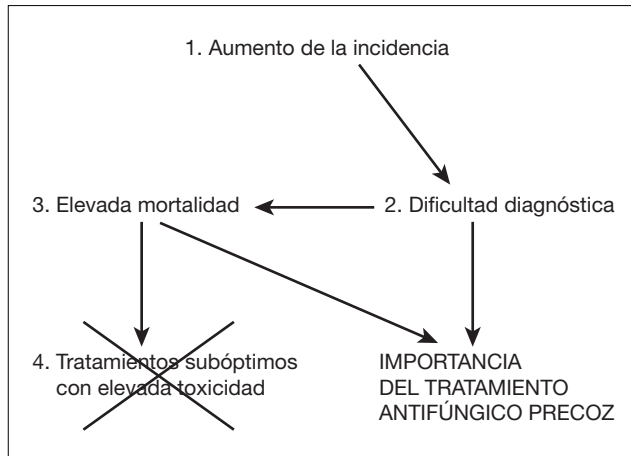 1. Aumento de la incidencia
3. Elevada mortalidad
2. Dificultad diagnóstica
4. Tratamientos subóptimos
con elevada toxicidad
IMPORTANCIA
DEL TRATAMIENTO
ANTIFÚNGICO PRECOZ